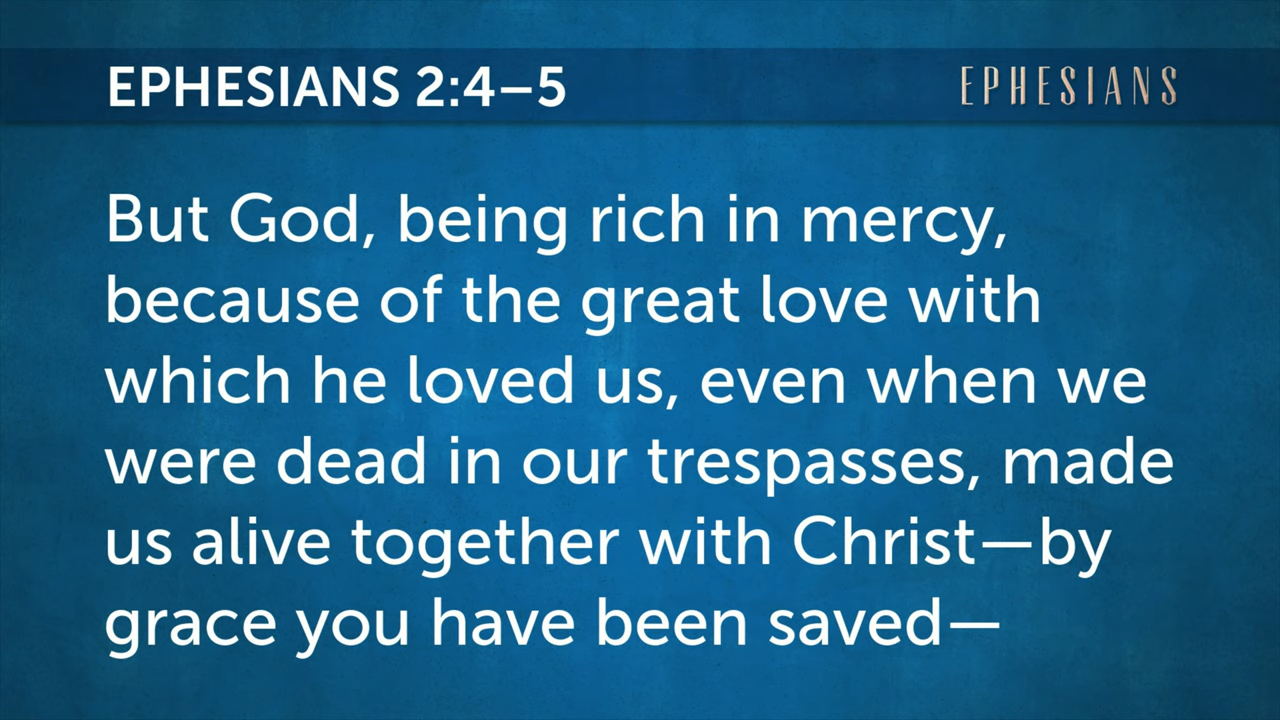 EPHESIANS 2:4–5
EPHESIANS
But God, being rich in mercy,
because of the great love with
which he loved us, even when we
were dead in our trespasses, made
us alive together with Christ—by
grace you have been saved—